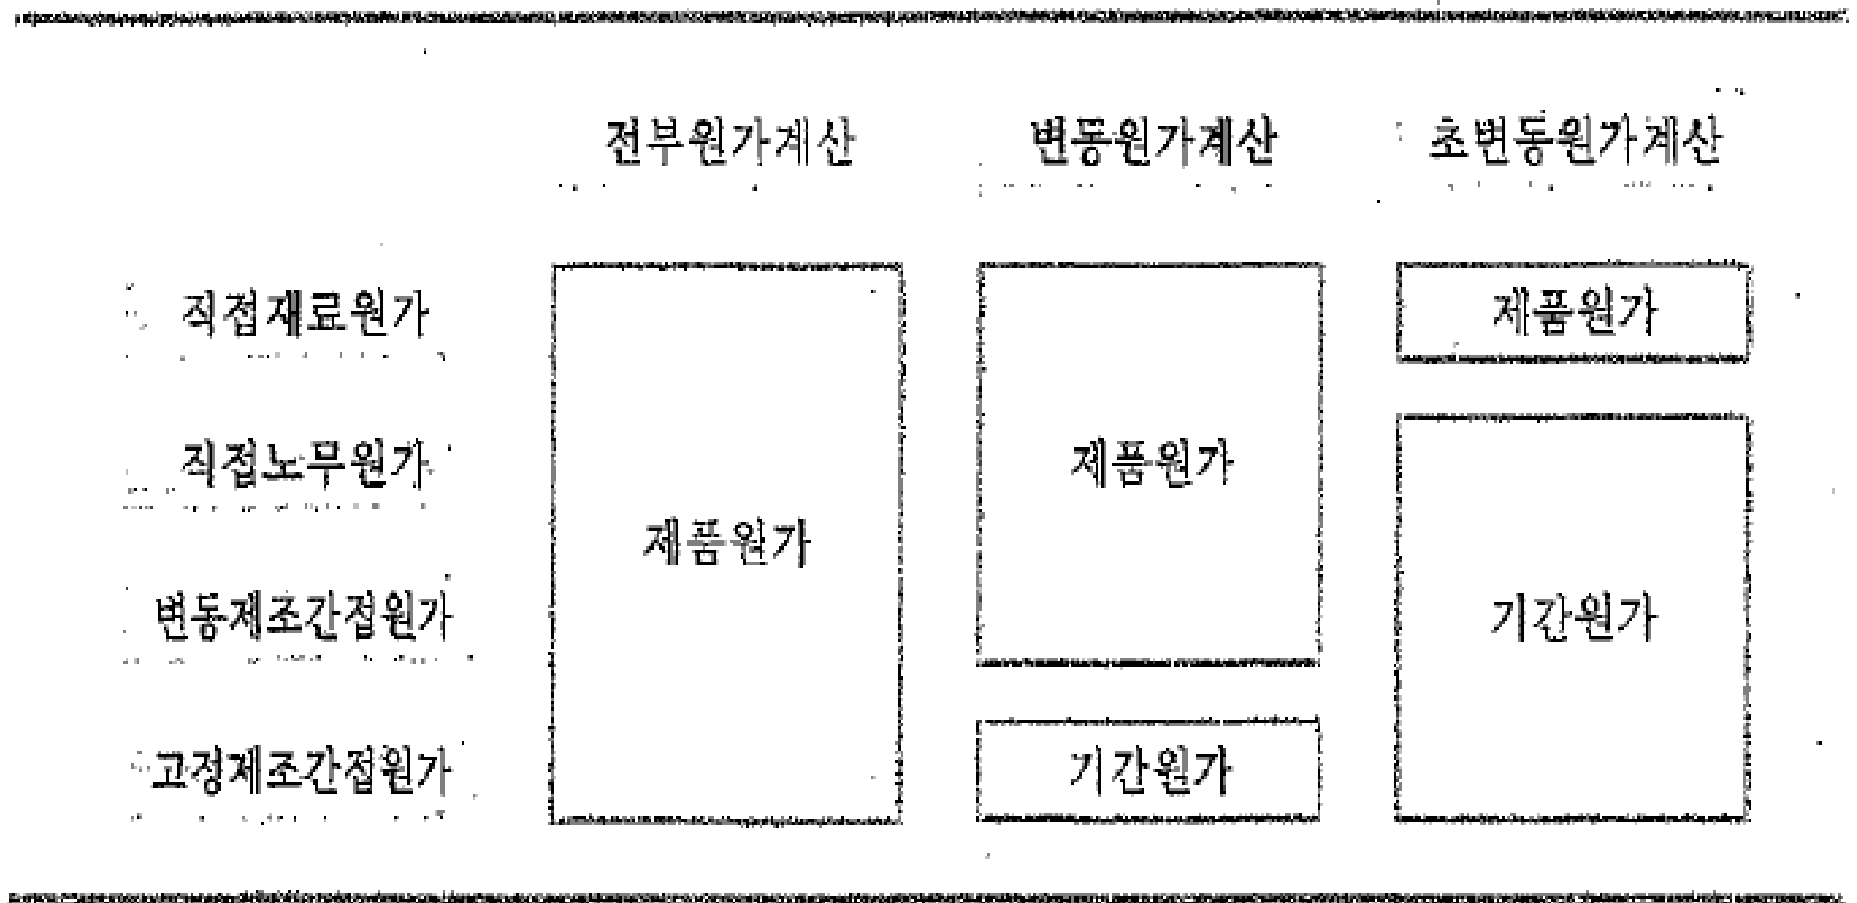 전부원가계산 변동원가계산 초변동원가계산
직접재료원가 제품원가
직접노무원가 제품원가
제품원가
변동제조간접원가 기간원가
고정제조간접원가 기간원가